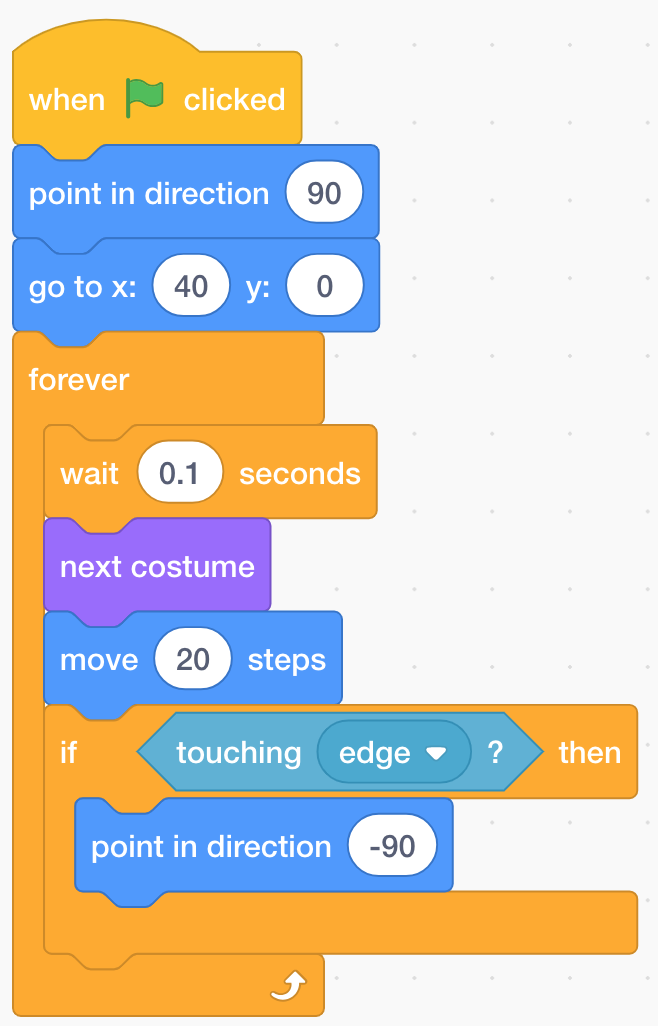 when clicked
point in direction 90
go to x: 40 y: 0
forever
wait 0.1 seconds
next costume
move 20 steps
if touching edge ? then
point in direction -90